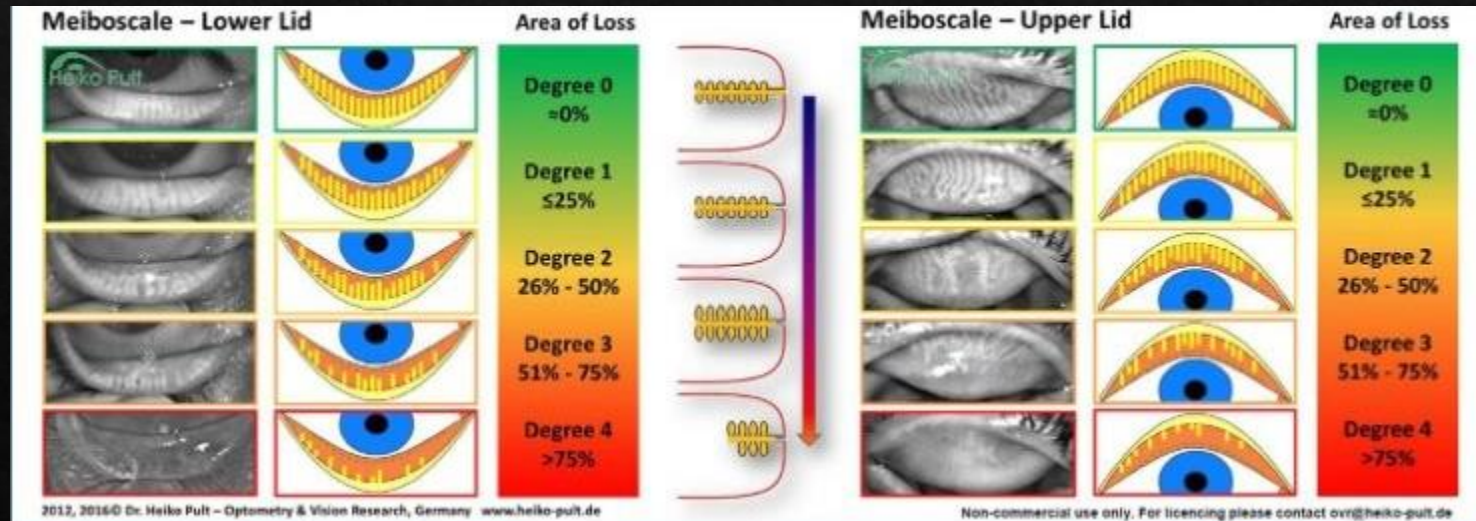 Meiboscale – Lower Lid
Area of Loss
Heiko Pult
Degree 0
≈0%
Degree 1
≤25%
Degree 2
26% - 50%
Degree 3
51% - 75%
Degree 4
>75%
2012, 2016© Dr. Heiko Pult – Optometry & Vision Research, Germany www.heiko-pult.de
Meiboscale – Upper Lid
Area of Loss
Degree 0
≈0%
Degree 1
≤25%
Degree 2
26% - 50%
Degree 3
51% - 75%
Degree 4
>75%
Non-commercial use only. For licencing please contact ovr@heiko-pult.de